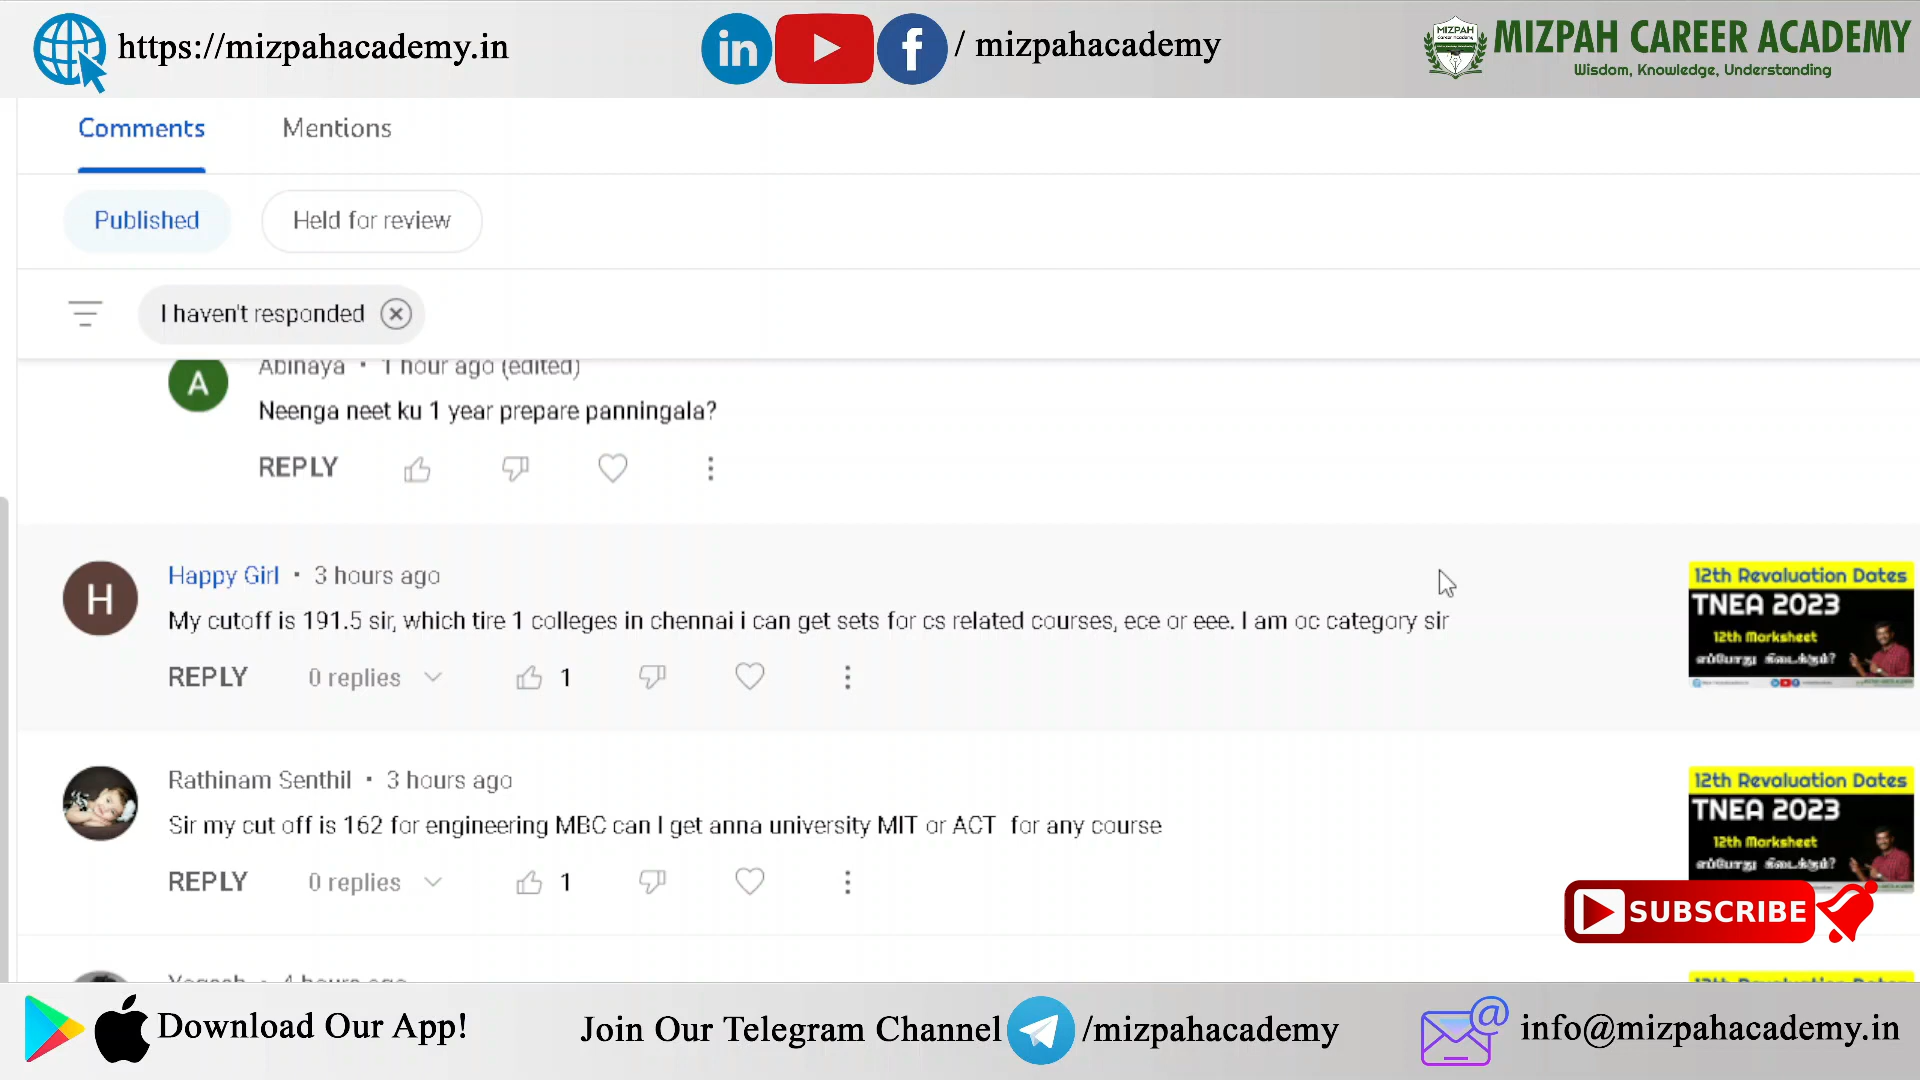 https://mizpahacademy.in
/ mizpahacademy
MIZPAH CAREER ACADEMY
Wisdom, Knowledge, Understanding
Comments
Mentions
Published
Held for review
I haven't responded
A
Abinaya • 1 hour ago (edited)
Neenga neet ku 1 year prepare panningala?
REPLY
H
Happy Girl • 3 hours ago
My cutoff is 191.5 sir, which tire 1 colleges in chennai i can get sets for cs related courses, ece or eee. I am oc category sir
REPLY 0 replies 1
12th Revaluation Dates
TNEA 2023
12th Marksheet
எப்போது கிடைக்கும்?
Rathinam Senthil • 3 hours ago
Sir my cut off is 162 for engineering MBC can I get anna university MIT or ACT for any course
REPLY 0 replies 1
12th Revaluation Dates
TNEA 2023
12th Marksheet
எப்போது கிடைக்கும்?
SUBSCRIBE
Yogesh • 4 hours ago
Download Our App!
Join Our Telegram Channel
/mizpahacademy
info@mizpahacademy.in